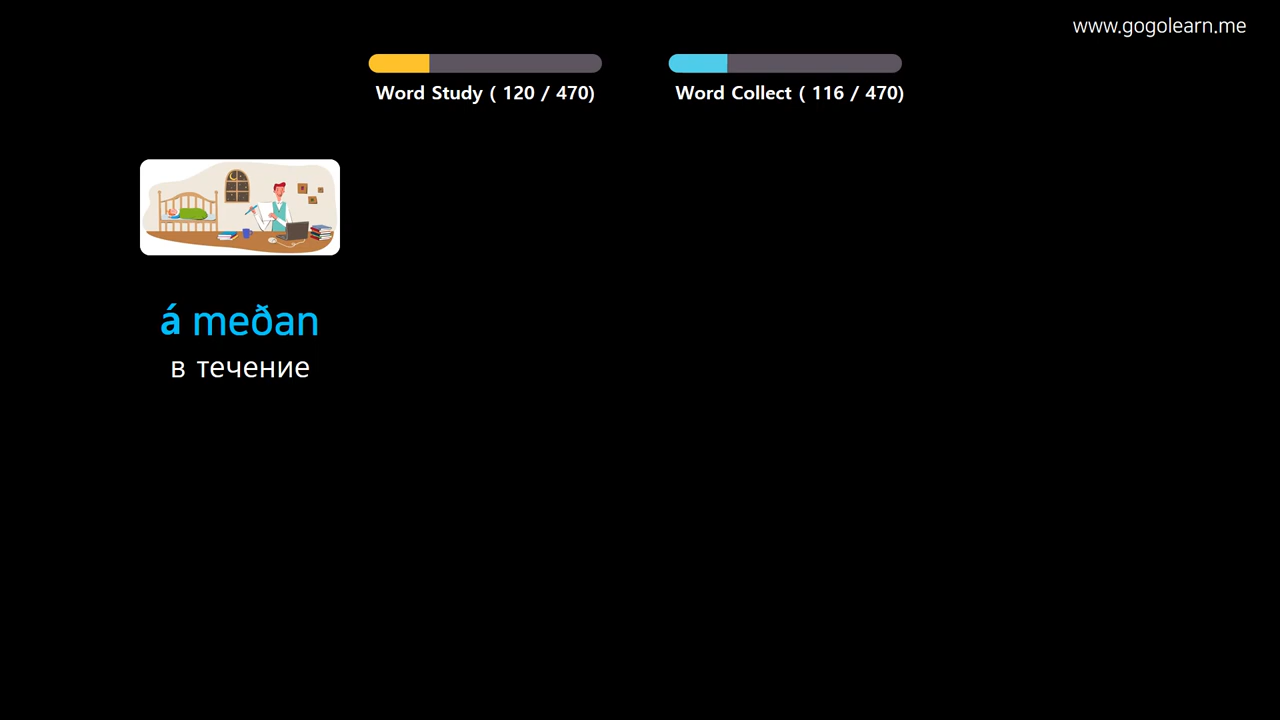 www.gogolearn.me
Word Study ( 120 / 470)
Word Collect ( 116 / 470)
á meðan
в течение